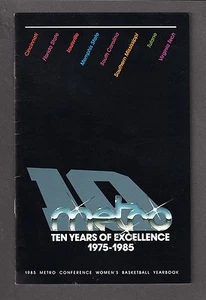 Cincinnati
Florida State
Louisville
Memphis State
South Carolina
Southern Mississippi
Tulane
Virginia Tech
10
metro
TEN YEARS OF EXCELLENCE
1975-1985
1985 METRO CONFERENCE WOMEN'S BASKETBALL YEARBOOK